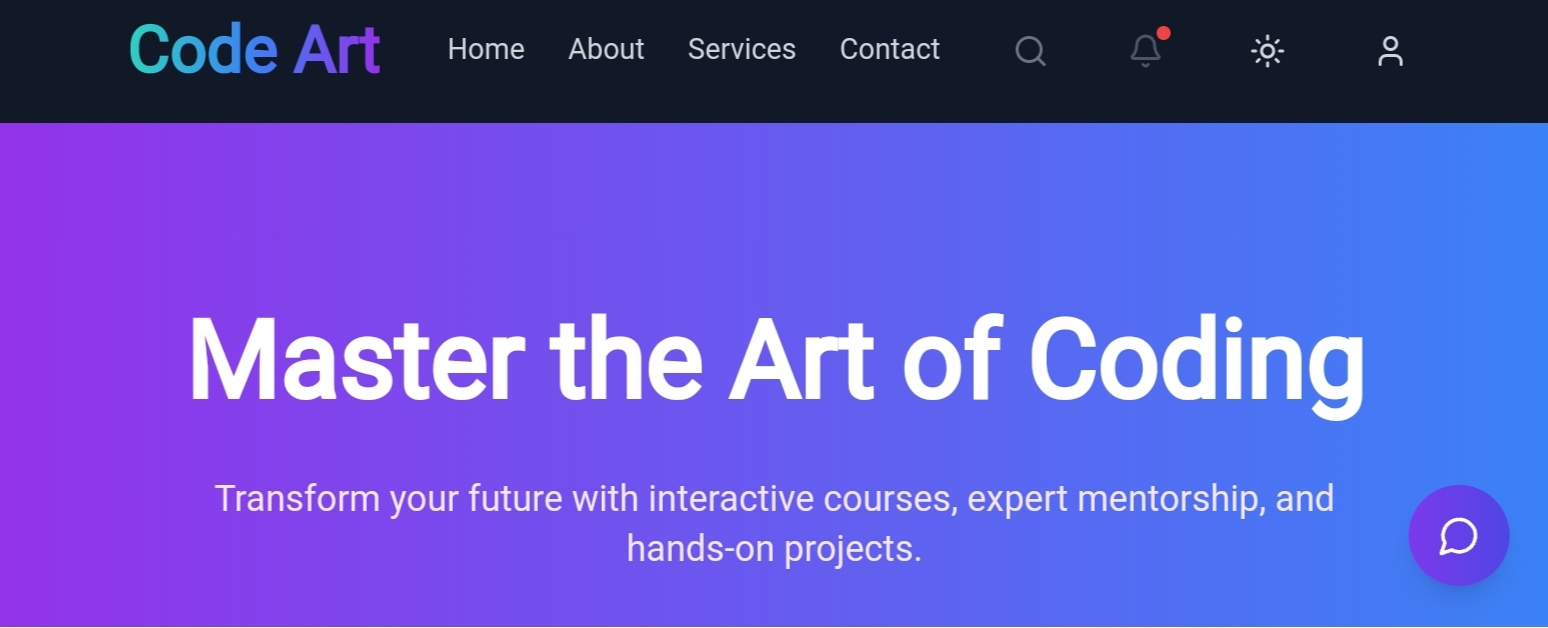 Code Art
Home
About
Services
Contact
Master the Art of Coding
Transform your future with interactive courses, expert mentorship, and
hands-on projects.